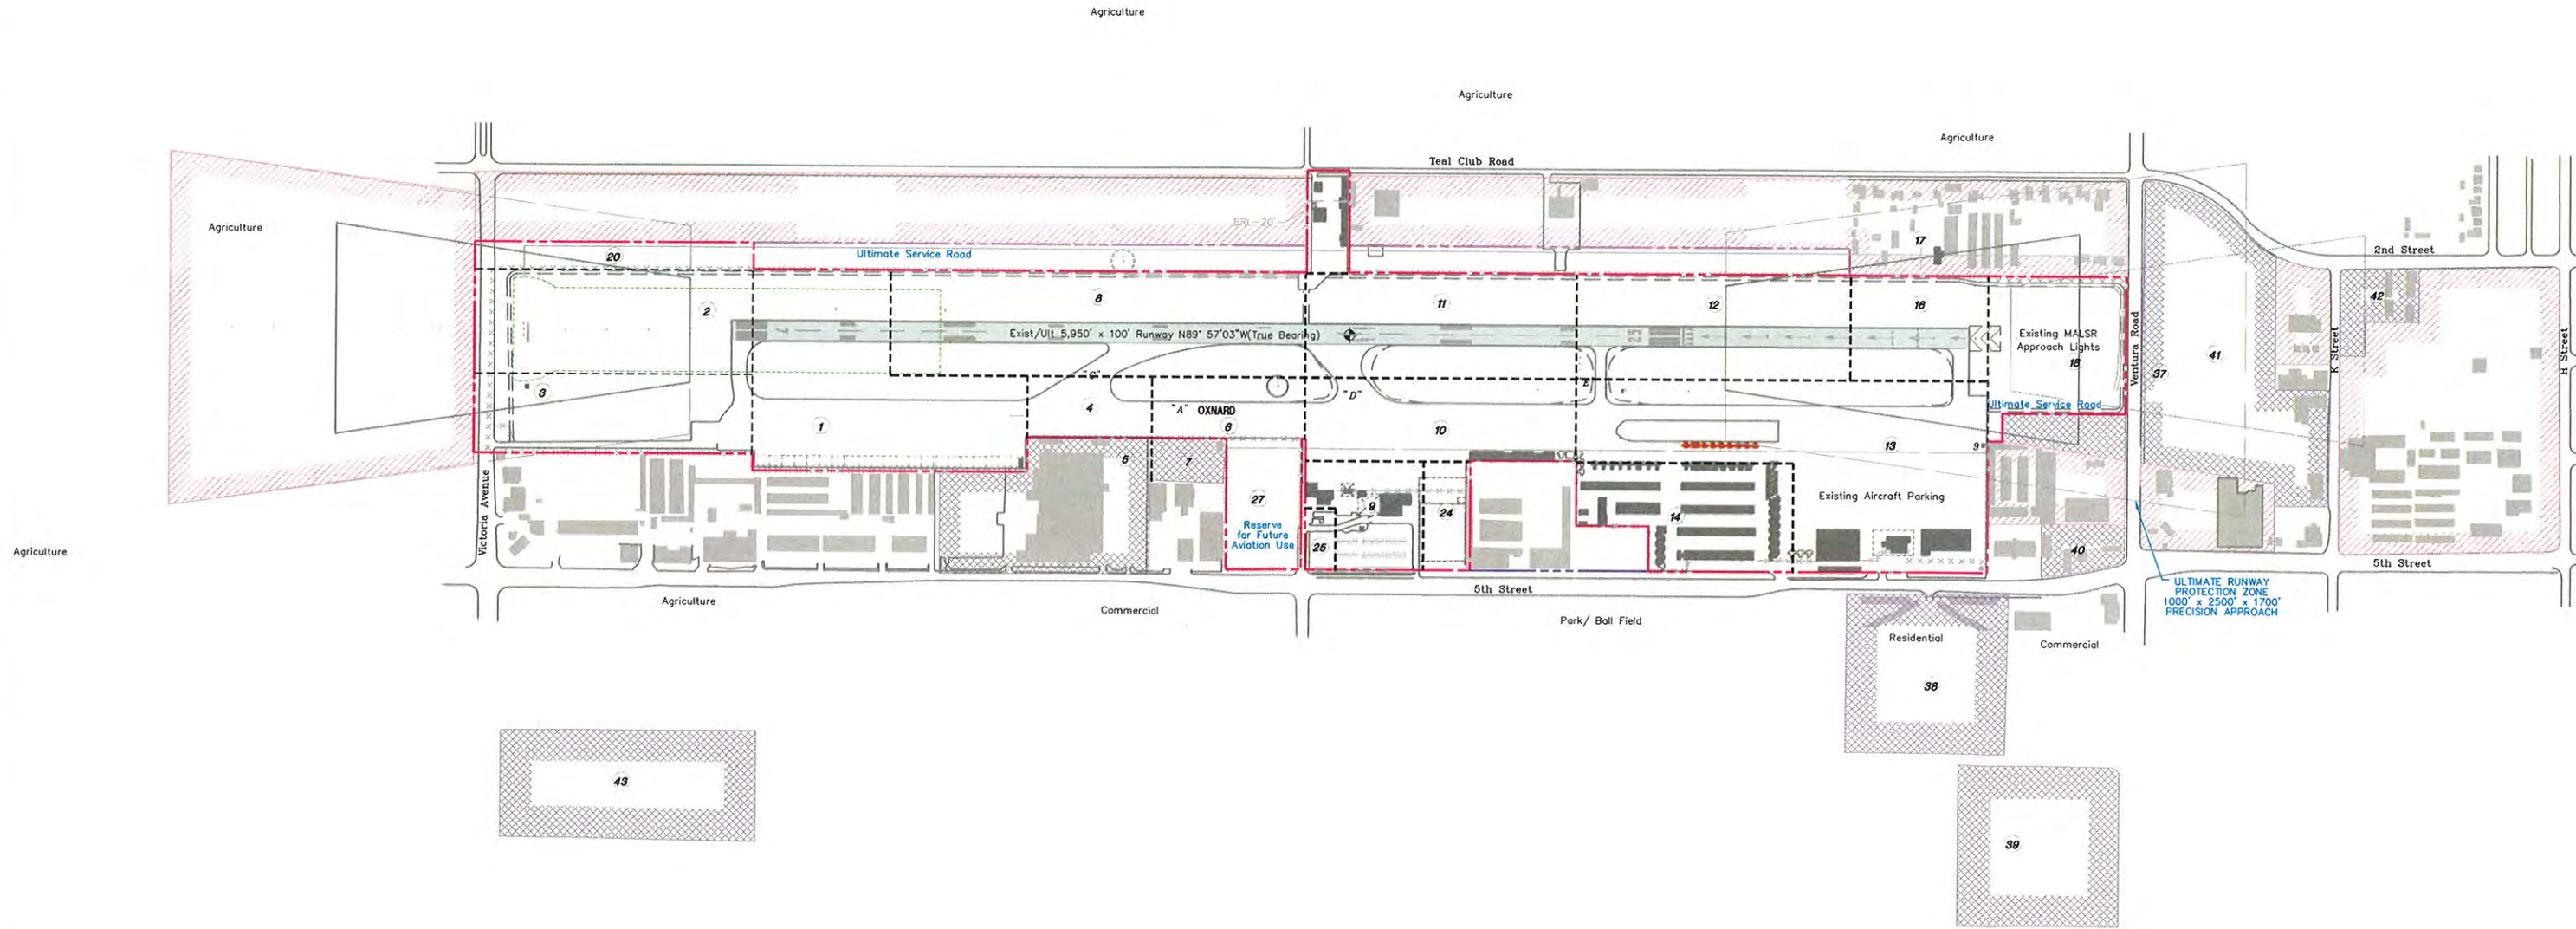 Agriculture
Agriculture
Agriculture
Teal Club Road
Agriculture
BRL-20'
17
20
Ultimate Service Road
2nd Street
42
2
8
11
12
16
Exist/Ult 5,950' x 100' Runway N89° 57'03"W(True Bearing)
25
Existing MALSR
Approach Lights
18
Ventura Road
41
K Street
H Street
37
3
"C"
"D"
E
4
"A" OXNARD
6
1
10
Ultimate Service Road
13
9
5
7
Victoria Avenue
27
Reserve
for Future
Aviation Use
9
24
25
14
Existing Aircraft Parking
40
Agriculture
5th Street
5th Street
ULTIMATE RUNWAY
PROTECTION ZONE
1000' x 2500' x 1700'
PRECISION APPROACH
Agriculture
Commercial
Park/ Ball Field
Residential
Commercial
38
43
39